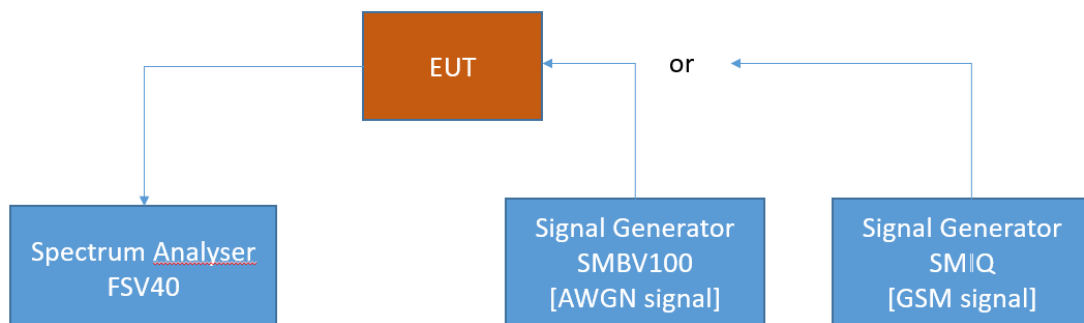 EUT
or
Spectrum Analyser
FSV40
Signal Generator
SMBV100
[AWGN signal]
Signal Generator
SMIQ
[GSM signal]